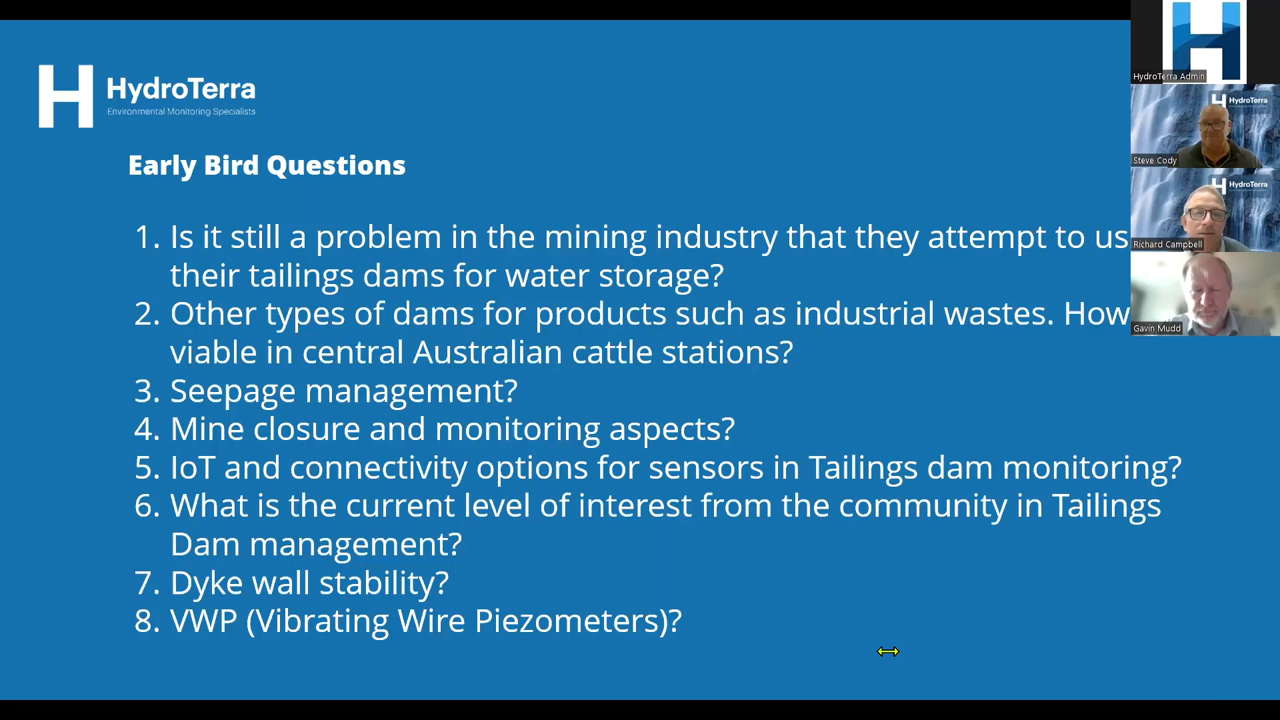 HydroTerra
Environmental Monitoring Specialists
Early Bird Questions
1. Is it still a problem in the mining industry that they attempt to us
their tailings dams for water storage?
2. Other types of dams for products such as industrial wastes. How
viable in central Australian cattle stations?
3. Seepage management?
4. Mine closure and monitoring aspects?
5. IoT and connectivity options for sensors in Tailings dam monitoring?
6. What is the current level of interest from the community in Tailings
Dam management?
7. Dyke wall stability?
8. VWP (Vibrating Wire Piezometers)?
HydroTerra Admin
HydroTerra
Steve Cody
HydroTerra
Richard Campbell
Gavin Mudd